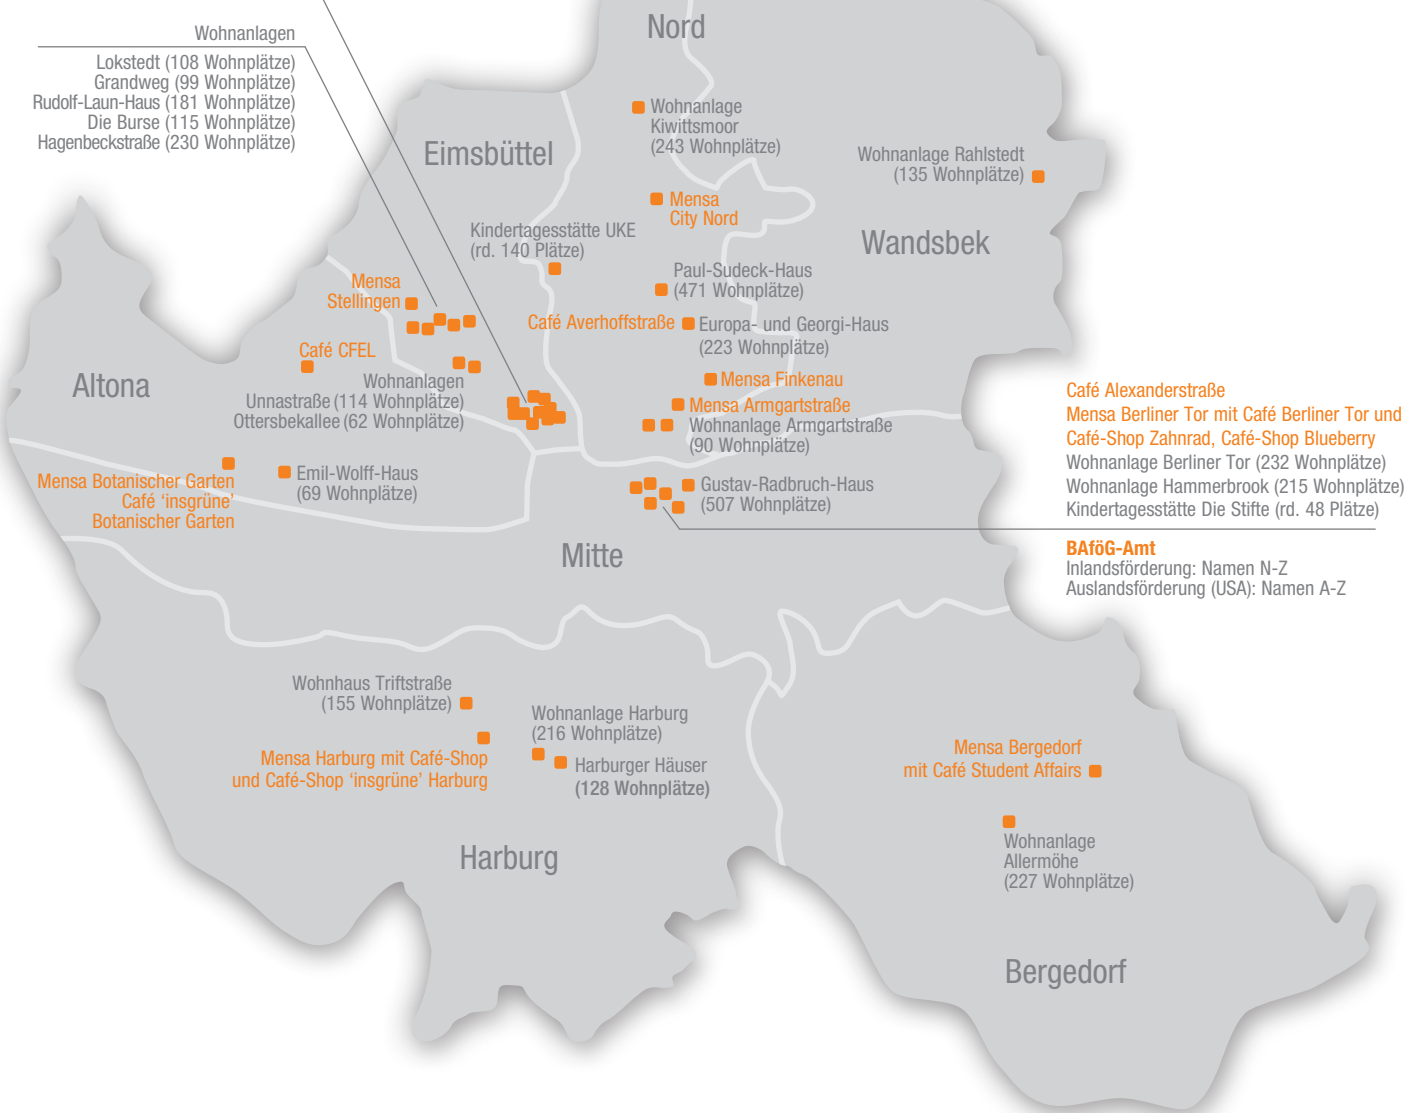 Wohnanlagen
Lokstedt (108 Wohnplätze)
Grandweg (99 Wohnplätze)
Rudolf-Laun-Haus (181 Wohnplätze)
Die Burse (115 Wohnplätze)
Hagenbeckstraße (230 Wohnplätze)
Nord
Eimsbüttel
Wohnanlage
Kiwittsmoor
(243 Wohnplätze)
Wohnanlage Rahlstedt
(135 Wohnplätze)
Mensa
City Nord
Wandsbek
Kindertagesstätte UKE
(rd. 140 Plätze)
Paul-Sudeck-Haus
(471 Wohnplätze)
Mensa
Stellingen
Café Averhoffstraße
Europa- und Georgi-Haus
(223 Wohnplätze)
Café CFEL
Altona
Wohnanlagen
Unnastraße (114 Wohnplätze)
Ottersbekallee (62 Wohnplätze)
Mensa Finkenau
Mensa Armgartstraße
Wohnanlage Armgartstraße
(90 Wohnplätze)
Café Alexanderstraße
Mensa Berliner Tor mit Café Berliner Tor und
Café-Shop Zahnrad, Café-Shop Blueberry
Wohnanlage Berliner Tor (232 Wohnplätze)
Wohnanlage Hammerbrook (215 Wohnplätze)
Kindertagesstätte Die Stifte (rd. 48 Plätze)
BAföG-Amt
Inlandsförderung: Namen N-Z
Auslandsförderung (USA): Namen A-Z
Mensa Botanischer Garten
Café ‘insgrüne’
Botanischer Garten
Emil-Wolff-Haus
(69 Wohnplätze)
Gustav-Radbruch-Haus
(507 Wohnplätze)
Mitte
Wohnhaus Triftstraße
(155 Wohnplätze)
Wohnanlage Harburg
(216 Wohnplätze)
Mensa Harburg mit Café-Shop
und Café-Shop ‘insgrüne’ Harburg
Harburger Häuser
(128 Wohnplätze)
Harburg
Mensa Bergedorf
mit Café Student Affairs
Wohnanlage
Allermöhe
(227 Wohnplätze)
Bergedorf